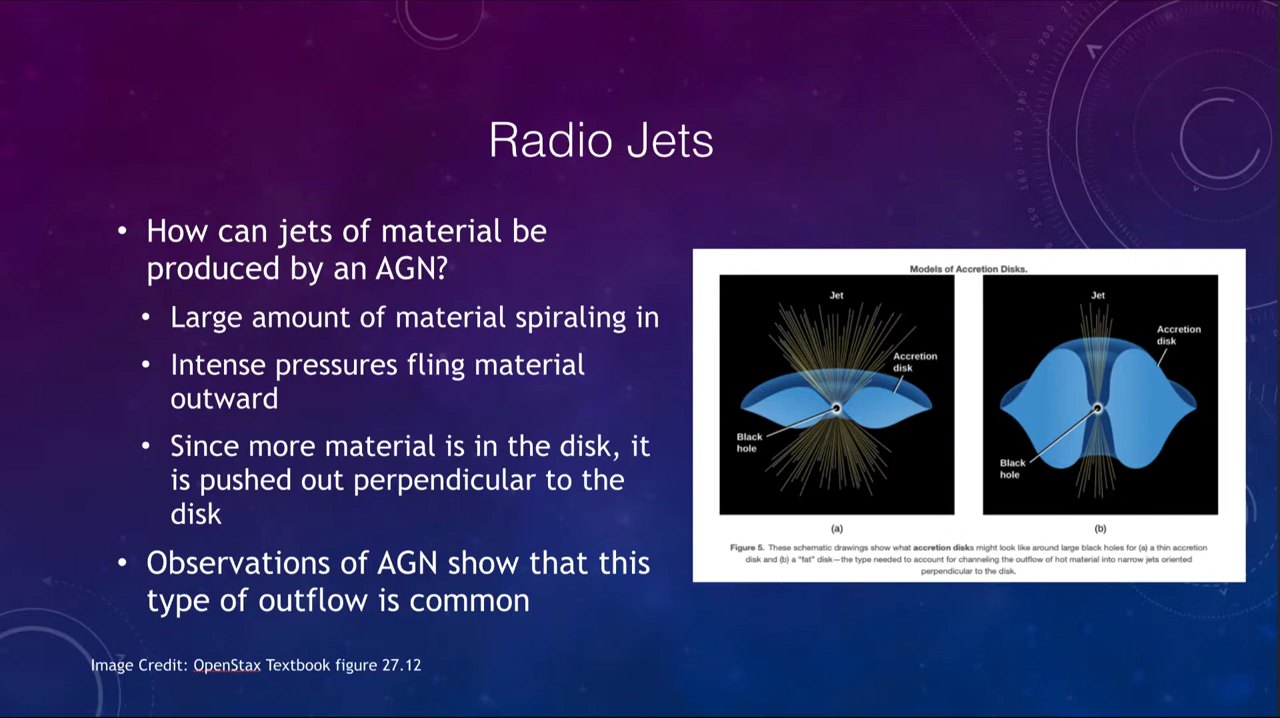 Radio Jets
• How can jets of material be
produced by an AGN?
• Large amount of material spiraling in
• Intense pressures fling material
outward
• Since more material is in the disk, it
is pushed out perpendicular to the
disk
• Observations of AGN show that this
type of outflow is common
Image Credit: OpenStax Textbook figure 27.12
Models of Accretion Disks.
Jet
Accretion
disk
Black
hole
(a)
Jet
Accretion
disk
Black
hole
(b)
Figure 5. These schematic drawings show what accretion disks might look like around large black holes for (a) a thin accretion
disk and (b) a "fat" disk—the type needed to account for channeling the outflow of hot material into narrow jets oriented
perpendicular to the disk.
160
170
180
190
200